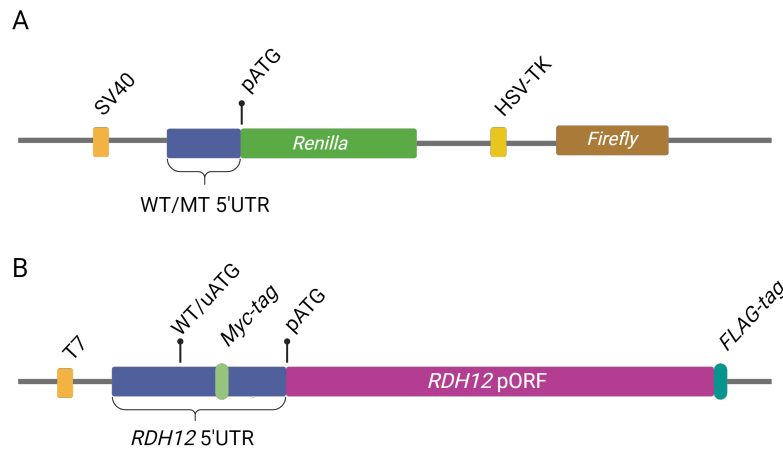 A
SV40
pATG
HSV-TK
Renilla
Firefly
WT/MT 5'UTR
B
T7
WT/uATG
Myc-tag
pATG
FLAG-tag
RDH12 pORF
RDH12 5'UTR